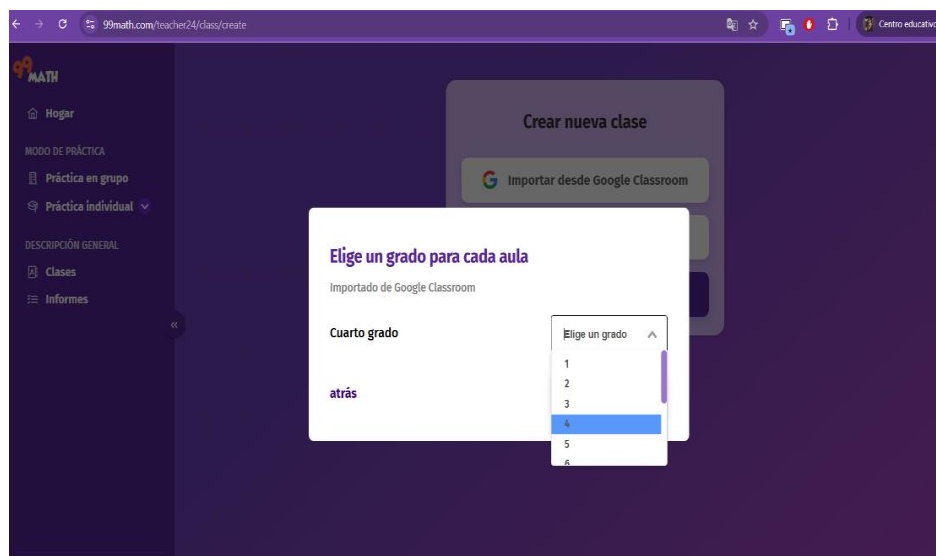 99math.com/teacher24/class/create
Centro educativo
99
MATH
Hogar
MODO DE PRÁCTICA
Práctica en grupo
Práctica individual
DESCRIPCIÓN GENERAL
Clases
Informes
Crear nueva clase
Importar desde Google Classroom
Elige un grado para cada aula
Importado de Google Classroom
Cuarto grado
Elige un grado
1
2
3
4
5
6
atrás